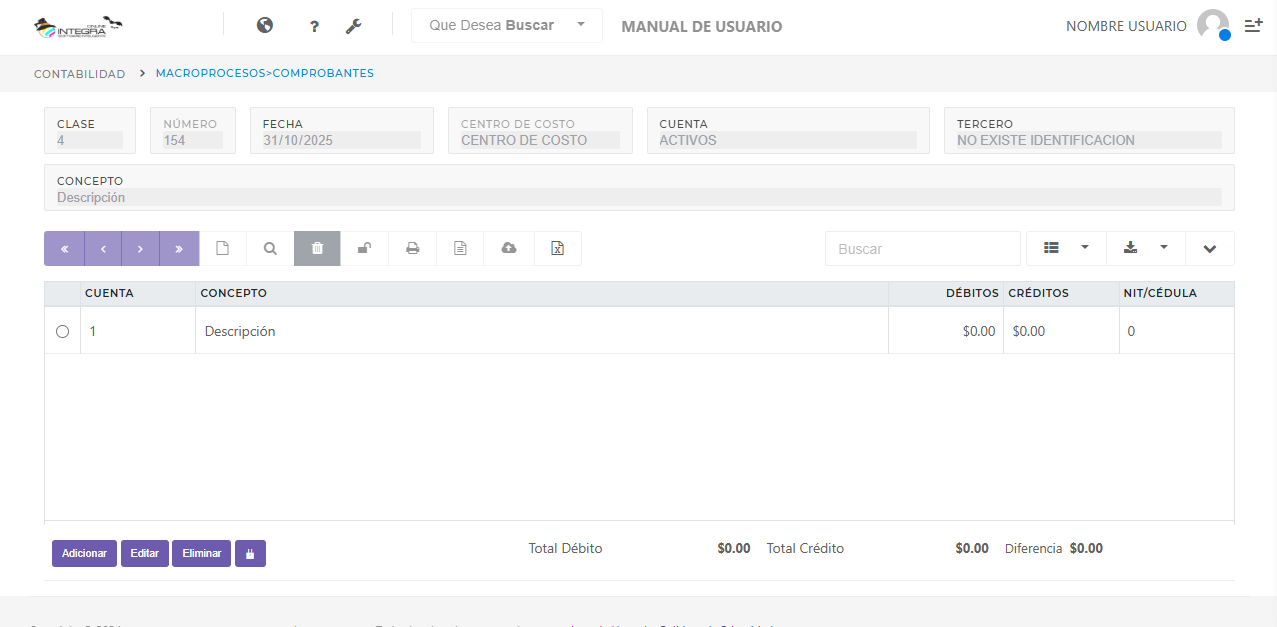 ONLINE
INTEGRA
Que Desea Buscar
MANUAL DE USUARIO
NOMBRE USUARIO
CONTABILIDAD > MACROPROCESOS>COMPROBANTES
CLASE NÚMERO FECHA CENTRO DE COSTO CUENTA TERCERO
4 154 31/10/2025 CENTRO DE COSTO ACTIVOS NO EXISTE IDENTIFICACION
CONCEPTO
Descripción
Buscar
CUENTA CONCEPTO DÉBITOS CRÉDITOS NIT/CÉDULA
1 Descripción $0.00 $0.00 0
Adicionar Editar Eliminar Total Débito $0.00 Total Crédito $0.00 Diferencia $0.00